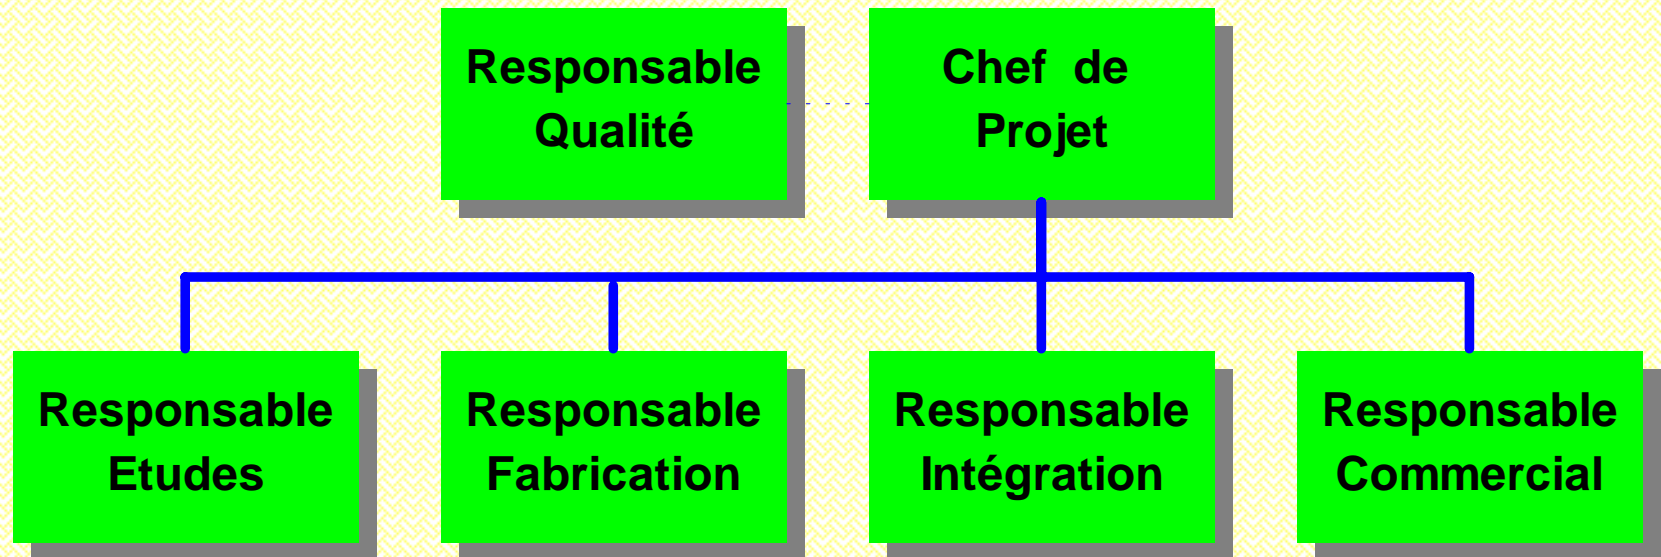 Responsable
Qualité
Chef de
Projet
Responsable
Etudes
Responsable
Fabrication
Responsable
Intégration
Responsable
Commercial